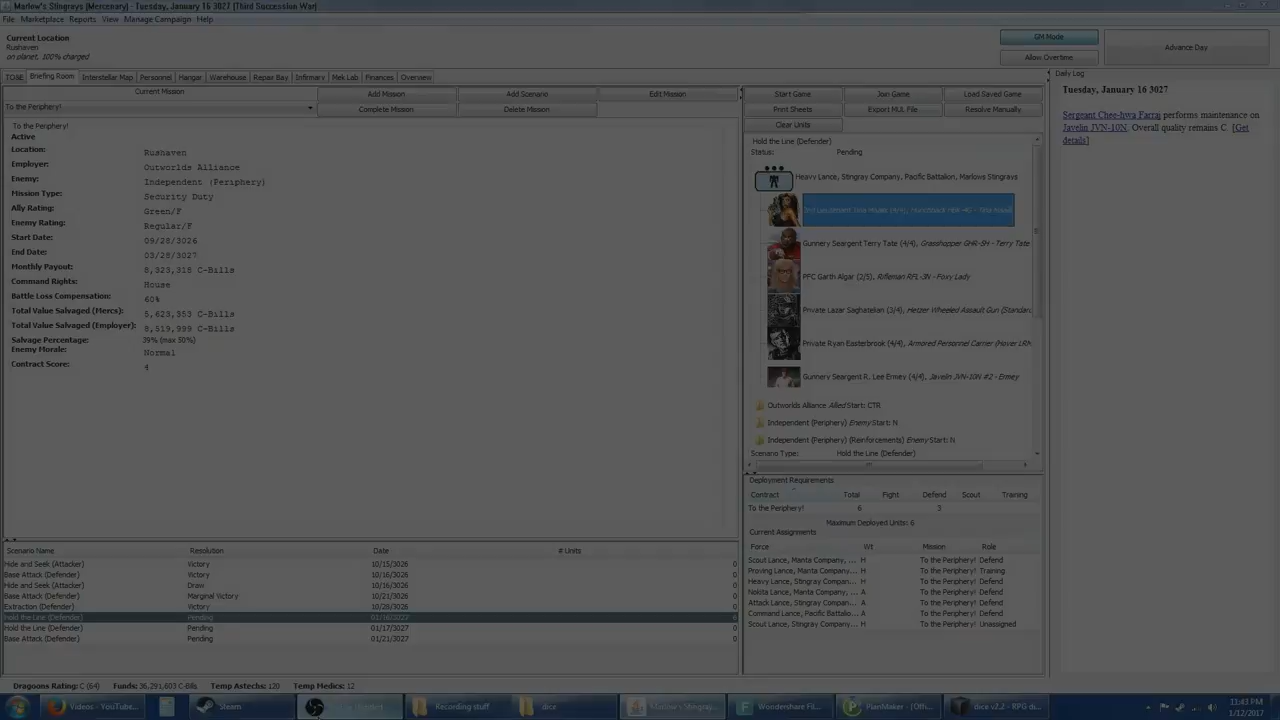 Marlow's Stingrays [Mercenary] - Tuesday, January 16 3027 [Third Succession War]
File Marketplace Reports View Manage Campaign Help
Current Location
Rushaven
on planet, 100% charged
GM Mode
Allow Overtime
Advance Day
TO&E Briefing Room Interstellar Map Personnel Hangar Warehouse Repair Bay Infirmary Mek Lab Finances Overview
Current Mission
To the Periphery!
Add Mission Add Scenario Edit Mission
Complete Mission Delete Mission
To the Periphery!
Active
Location: Rushaven
Employer: Outworlds Alliance
Enemy: Independent (Periphery)
Mission Type: Security Duty
Ally Rating: Green/F
Enemy Rating: Regular/F
Start Date: 09/28/3026
End Date: 03/28/3027
Monthly Payout: 8,323,318 C-Bills
Command Rights: House
Battle Loss Compensation: 60%
Total Value Salvaged (Mercs): 5,623,353 C-Bills
Total Value Salvaged (Employer): 8,519,999 C-Bills
Salvage Percentage: 39% (max 50%)
Enemy Morale: Normal
Contract Score: 4
Scenario Name Resolution Date # Units
Hide and Seek (Attacker) Victory 10/15/3026 0
Base Attack (Defender) Victory 10/16/3026 0
Hide and Seek (Attacker) Draw 10/16/3026 0
Base Attack (Defender) Marginal Victory 10/21/3026 0
Extraction (Defender) Victory 10/28/3026 0
Hold the Line (Defender) Pending 01/16/3027
Hold the Line (Defender) Pending 01/17/3027 0
Base Attack (Defender) Pending 01/21/3027 0
Start Game Join Game Load Saved Game
Print Sheets Export MUL File Resolve Manually
Clear Units
Hold the Line (Defender)
Status: Pending
Heavy Lance, Stingray Company, Pacific Battalion, Marlows Stingrays
Gunnery Seargent Terry Tate (4/4), Grasshopper GHR-5H - Terry Tate
PFC Garth Algar (2/5), Rifleman RFL-3N - Foxy Lady
Private Lazar Saghatelian (3/4), Hetzer Wheeled Assault Gun (Standard
Private Ryan Easterbrook (4/4), Armored Personnel Carrier (Hover LRM
Gunnery Seargent R. Lee Ermey (4/4), Javelin JVN-10N #2 - Ermey
Outworlds Alliance Allied Start: CTR
Independent (Periphery) Enemy Start: N
Independent (Periphery) (Reinforcements) Enemy Start: N
Scenario Type: Hold the Line (Defender)
Deployment Requirements
Contract Total Fight Defend Scout Training
To the Periphery! 6 3
Maximum Deployed Units: 6
Current Assignments
Force Wt Mission Role
Scout Lance, Manta Company,... H To the Periphery! Defend
Proving Lance, Manta Company... H To the Periphery! Training
Heavy Lance, Stingray Compan... H To the Periphery! Defend
Nokita Lance, Manta Company,... A To the Periphery! Defend
Attack Lance, Stingray Company... A To the Periphery! Defend
Command Lance, Pacific Battalio... A To the Periphery! Defend
Scout Lance, Stingray Company... H To the Periphery! Unassigned
Daily Log
Tuesday, January 16 3027
Sergeant Chee-hwa Farraj performs maintenance on
Javelin JVN-10N. Overall quality remains C. [Get
details]
Dragoons Rating: C (64) Funds: 36,291,603 C-Bills Temp Astechs: 120 Temp Medics: 12
Videos - YouTube... Steam Recording stuff dice Marlow's Stingray... Wondershare Fil... PlanMaker - [Offi... dice v2.2 - RPG di...
11:43 PM
1/12/2017